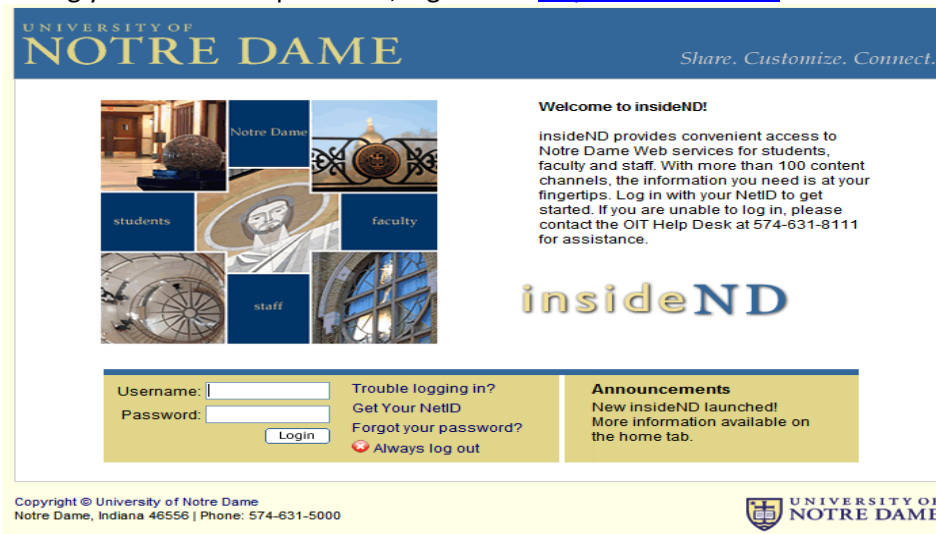 UNIVERSITY OF
NOTRE DAME
Share. Customize. Connect.
Notre Dame
students
faculty
staff
Welcome to insideND!
insideND provides convenient access to
Notre Dame Web services for students,
faculty and staff. With more than 100 content
channels, the information you need is at your
fingertips. Log in with your NetID to get
started. If you are unable to log in, please
contact the OIT Help Desk at 574-631-8111
for assistance.
insideND
Username:
Password:
Login
Trouble logging in?
Get Your NetID
Forgot your password?
Always log out
Announcements
New insideND launched!
More information available on
the home tab.
Copyright © University of Notre Dame
Notre Dame, Indiana 46556 | Phone: 574-631-5000
UNIVERSITY OF
NOTRE DAME